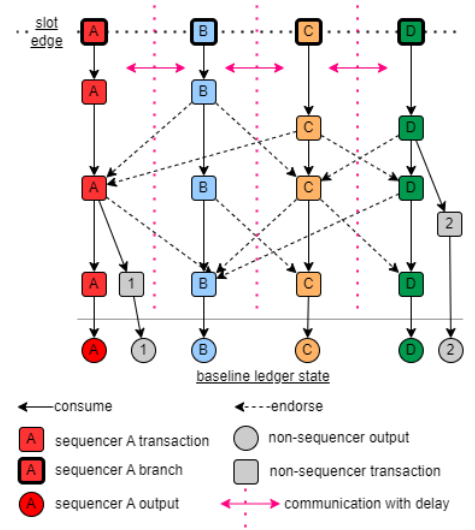 slot
edge
A B C D
A B
C D
A B C D
2
A 1 B C D
A 1 B C D 2
baseline ledger state
consume endorse
A sequencer A transaction non-sequencer output
A sequencer A branch non-sequencer transaction
A sequencer A output communication with delay